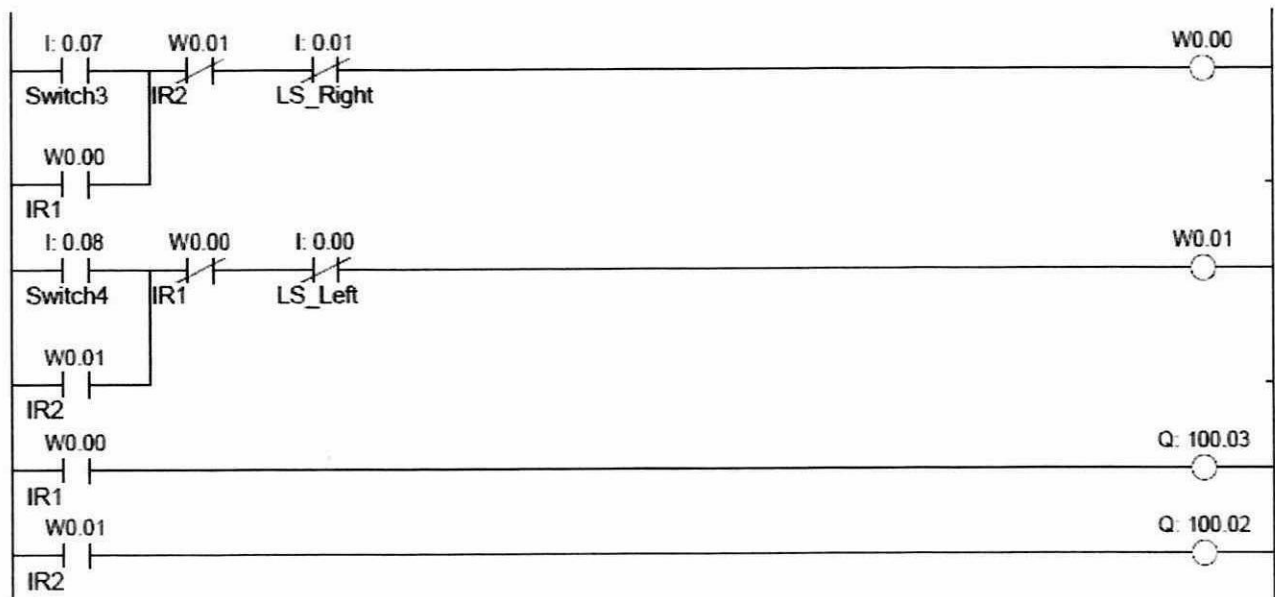 I: 0.07 W0.01 I: 0.01 W0.00
Switch3 IR2 LS_Right
W0.00
IR1
I: 0.08 W0.00 I: 0.00 W0.01
Switch4 IR1 LS_Left
W0.01
IR2
W0.00 Q: 100.03
IR1
W0.01 Q: 100.02
IR2